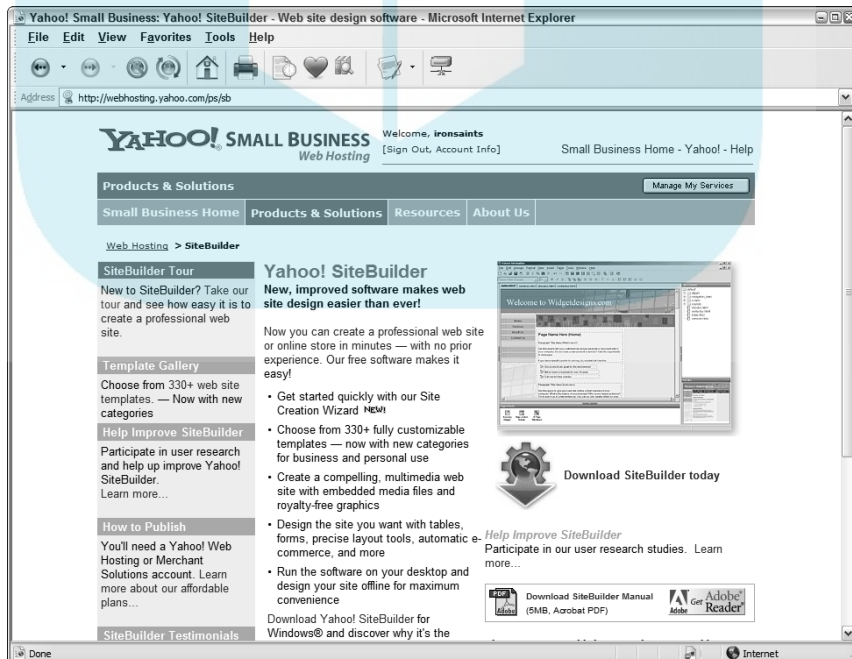 Yahoo! Small Business: Yahoo! SiteBuilder - Web site design software - Microsoft Internet Explorer
File Edit View Favorites Tools Help
Address http://webhosting.yahoo.com/ps/sb
YAHOO! SMALL BUSINESS
Web Hosting
Welcome, ironsaints
[Sign Out, Account Info]
Small Business Home - Yahoo! - Help
Products & Solutions
Manage My Services
Small Business Home Products & Solutions Resources About Us
Web Hosting > SiteBuilder
SiteBuilder Tour
New to SiteBuilder? Take our
tour and see how easy it is to
create a professional web
site.
Template Gallery
Choose from 330+ web site
templates. — Now with new
categories
Help Improve SiteBuilder
Participate in user research
and help up improve Yahoo!
SiteBuilder.
Learn more...
How to Publish
You'll need a Yahoo! Web
Hosting or Merchant
Solutions account. Learn
more about our affordable
plans...
SiteBuilder Testimonials
Yahoo! SiteBuilder
New, improved software makes web
site design easier than ever!
Now you can create a professional web site
or online store in minutes — with no prior
experience. Our free software makes it
easy!
• Get started quickly with our Site
Creation Wizard NEW!
• Choose from 330+ fully customizable
templates — now with new categories
for business and personal use
• Create a compelling, multimedia web
site with embedded media files and
royalty-free graphics
• Design the site you want with tables,
forms, precise layout tools, automatic e-
commerce, and more
• Run the software on your desktop and
design your site offline for maximum
convenience
Download Yahoo! SiteBuilder for
Windows® and discover why it's the
Welcome to Widgetdesigns.com
Page Name Here (Home)
Download SiteBuilder today
Help Improve SiteBuilder
Participate in our user research studies. Learn
more...
PDF
Adobe
Download SiteBuilder Manual
(5MB, Acrobat PDF)
Adobe
Get Adobe®
Reader®
Done
Internet